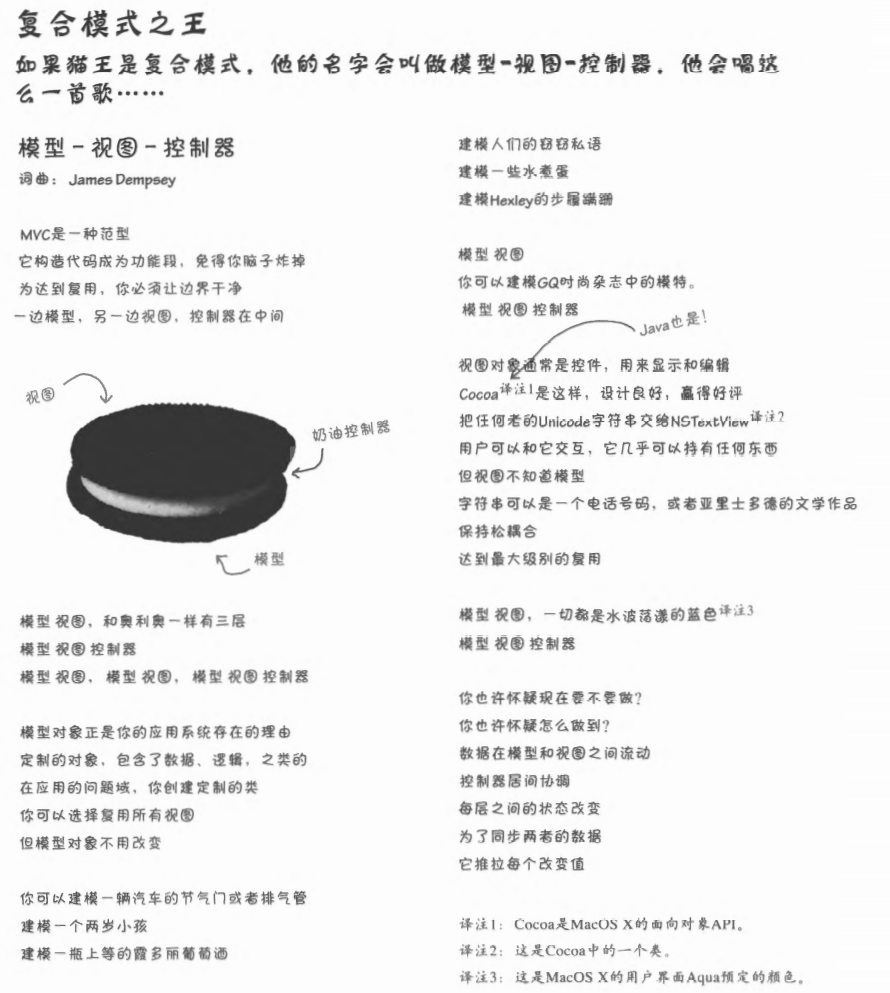 复合模式之王
如果猫王是复合模式，他的名字会叫做模型-视图-控制器，他会唱这
么一首歌……
模型－视图－控制器
词曲：James Dempsey
MVC是一种范型
它构造代码成为功能段，免得你脑子炸掉
为达到复用，你必须让边界干净
一边模型，另一边视图，控制器在中间
视图
奶油控制器
模型
模型 视图，和奥利奥一样有三层
模型 视图 控制器
模型 视图，模型 视图，模型 视图 控制器
模型对象正是你的应用系统存在的理由
定制的对象，包含了数据、逻辑，之类的
在应用的问题域，你创建定制的类
你可以选择复用所有视图
但模型对象不用改变
你可以建模一辆汽车的节气门或者排气管
建模一个两岁小孩
建模一瓶上等的霞多丽葡萄酒
建模人们的窃窃私语
建模一些水煮蛋
建模Hexley的步履蹒跚
模型 视图
你可以建模GQ时尚杂志中的模特。
模型 视图 控制器
Java也是！
视图对象通常是控件，用来显示和编辑
Cocoa译注1是这样，设计良好，赢得好评
把任何老的Unicode字符串交给NSTextView译注2
用户可以和它交互，它几乎可以持有任何东西
但视图不知道模型
字符串可以是一个电话号码，或者亚里士多德的文学作品
保持松耦合
达到最大级别的复用
模型 视图，一切都是水波荡漾的蓝色译注3
模型 视图 控制器
你也许怀疑现在要不要做？
你也许怀疑怎么做到？
数据在模型和视图之间流动
控制器居间协调
每层之间的状态改变
为了同步两者的数据
它推拉每个改变值
译注1：Cocoa是MacOS X的面向对象API。
译注2：这是Cocoa中的一个类。
译注3：这是MacOS X的用户界面Aqua预定的颜色。